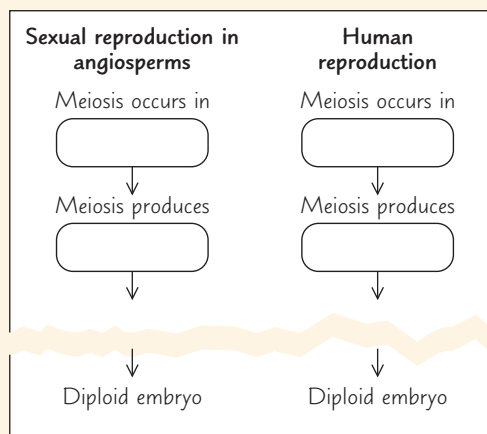 Sexual reproduction in
angiosperms
Meiosis occurs in
Meiosis produces
Diploid embryo
Human
reproduction
Meiosis occurs in
Meiosis produces
Diploid embryo